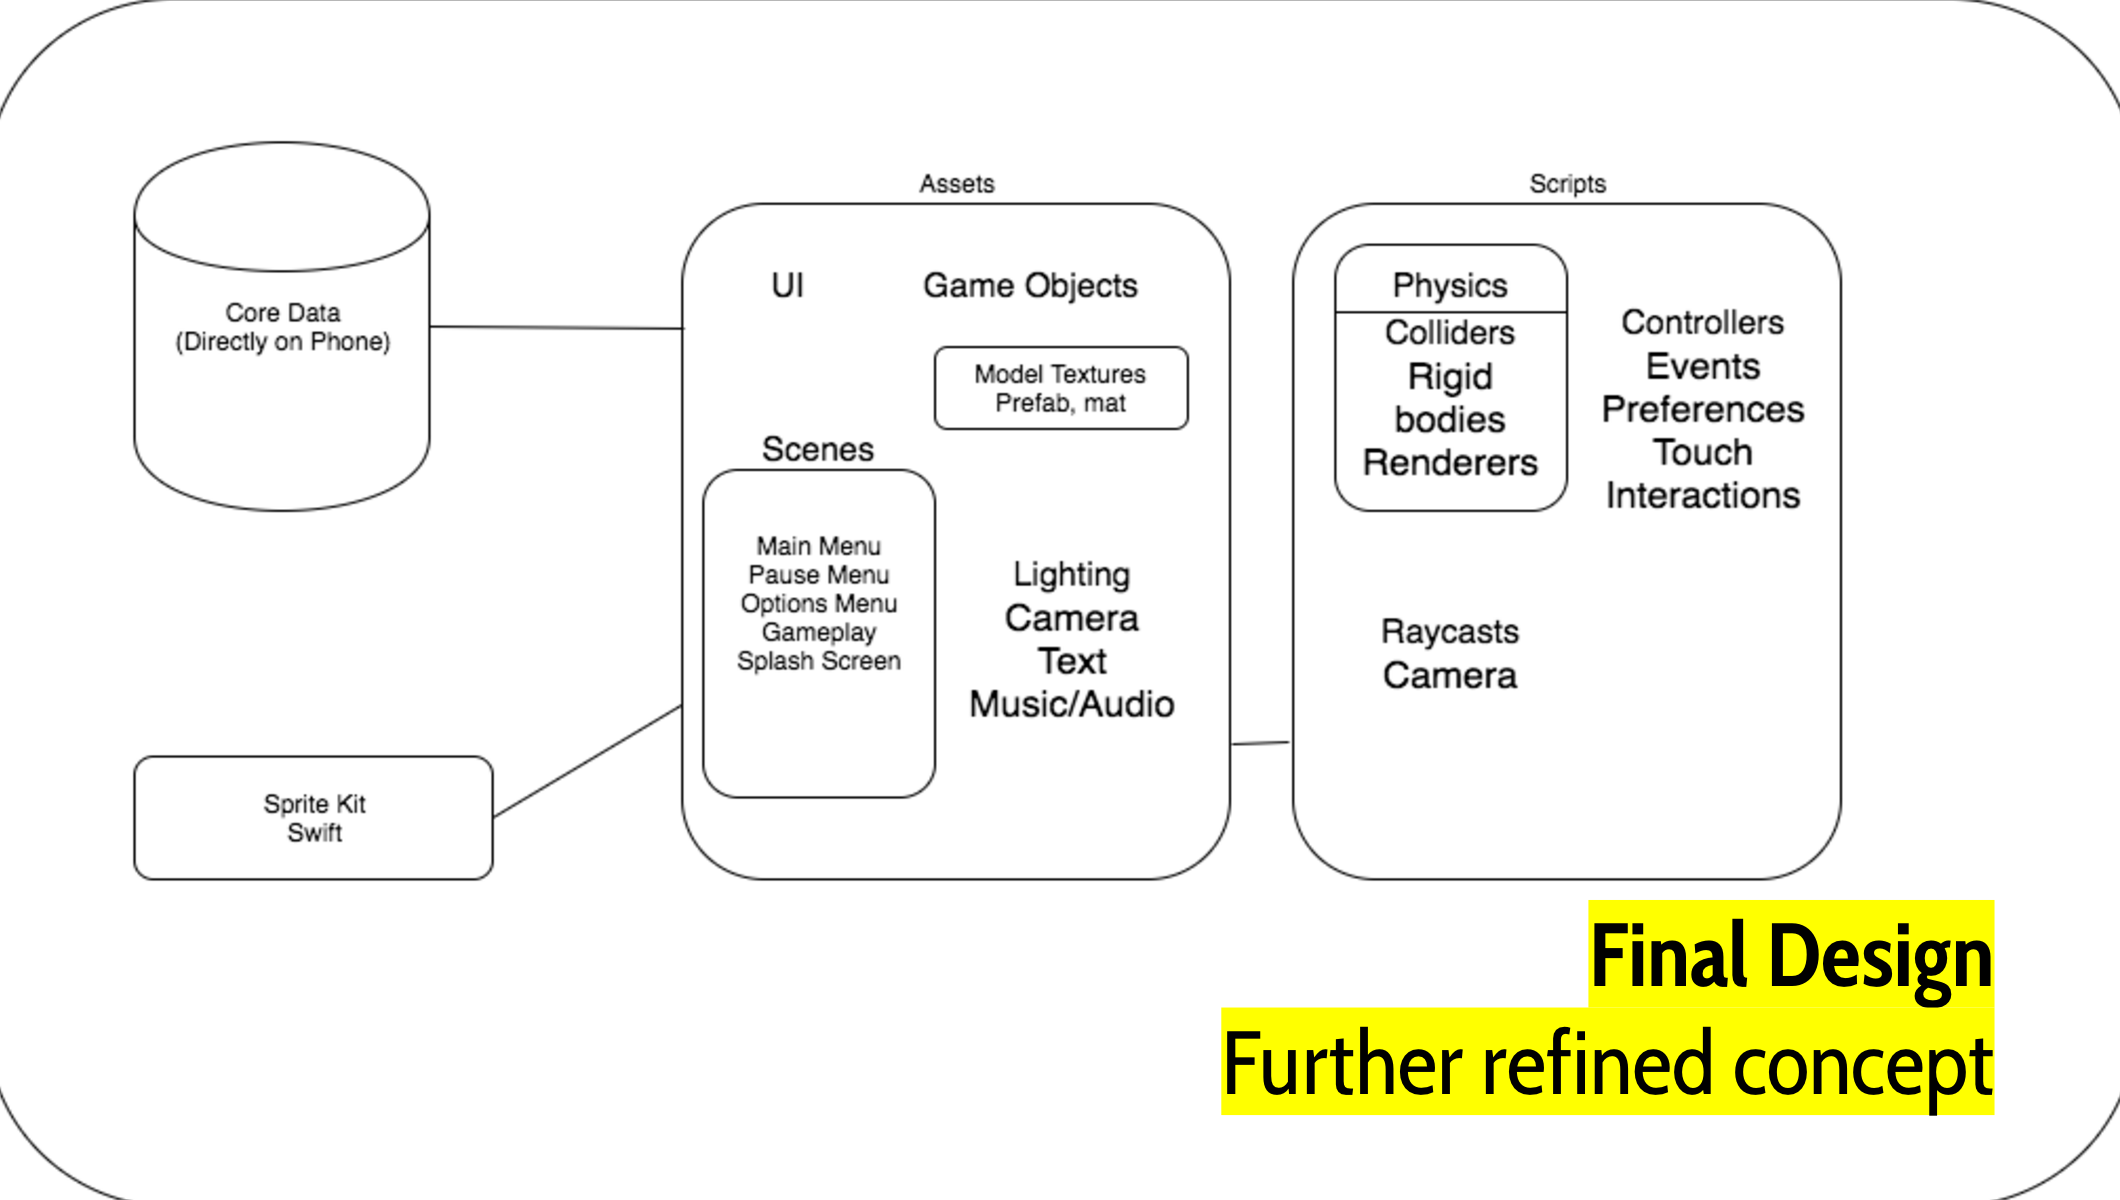 Core Data
(Directly on Phone)
Sprite Kit
Swift
Assets
UI
Game Objects
Model Textures
Prefab, mat
Scenes
Main Menu
Pause Menu
Options Menu
Gameplay
Splash Screen
Lighting
Camera
Text
Music/Audio
Scripts
Physics
Colliders
Rigid
bodies
Renderers
Controllers
Events
Preferences
Touch
Interactions
Raycasts
Camera
Final Design
Further refined concept